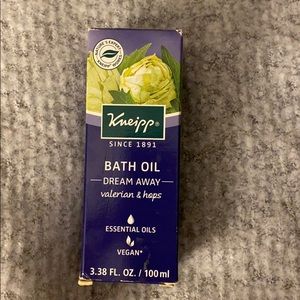 Kneipp®
SINCE 1891
BATH OIL
DREAM AWAY
valerian & hops
ESSENTIAL OILS
VEGAN*
3.38 FL. OZ. / 100 ml